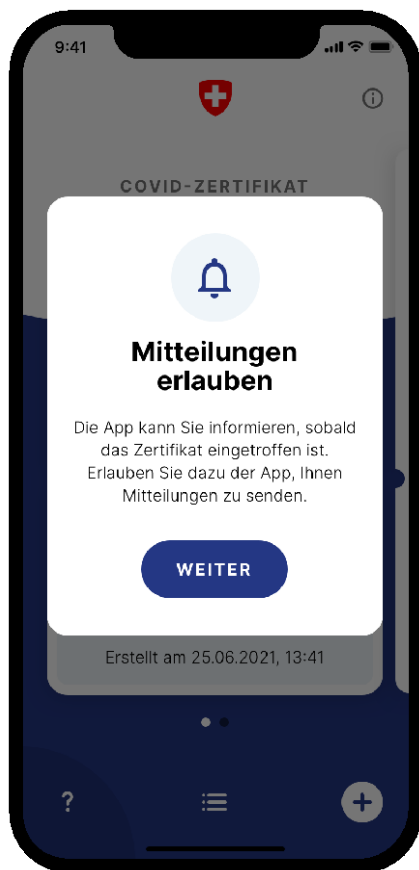 9:41
COVID-ZERTIFIKAT
Mitteilungen
erlauben
Die App kann Sie informieren, sobald
das Zertifikat eingetroffen ist.
Erlauben Sie dazu der App, Ihnen
Mitteilungen zu senden.
WEITER
Erstellt am 25.06.2021, 13:41
?